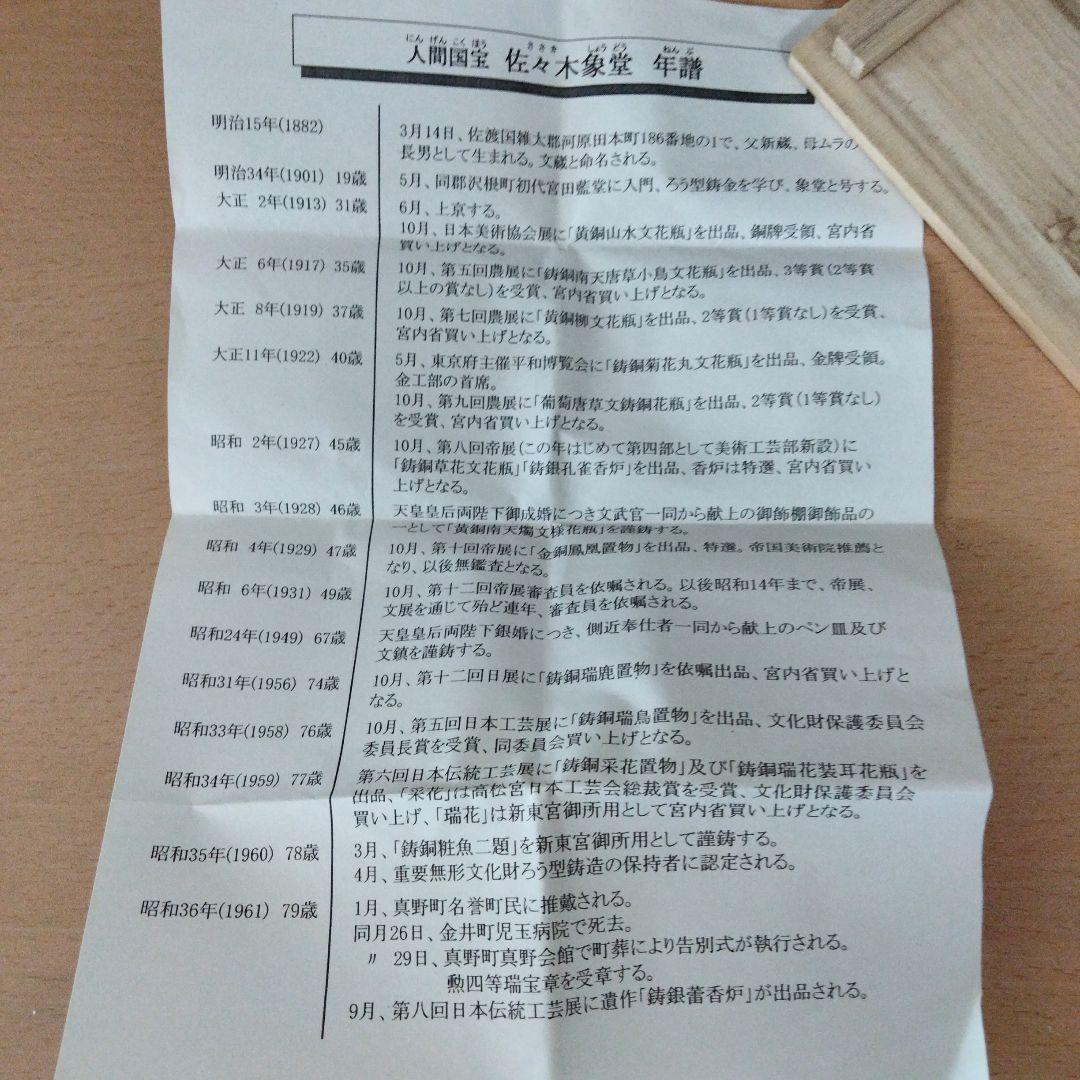 にんげんこくほう ささき しょうどう ねんぷ
人間国宝 佐々木象堂 年譜
明治15年(1882) 3月14日、佐渡国雑太郡河原田本町186番地の1で、父新蔵、母ムラの
長男として生まれる。文蔵と命名される。
明治34年(1901) 19歳 5月、同郡沢根町初代宮田藍堂に入門、ろう型鋳金を学び、象堂と号する。
大正 2年(1913) 31歳 6月、上京する。
10月、日本美術協会展に「黄銅山水文花瓶」を出品、銅牌受領、宮内省
買い上げとなる。
大正 6年(1917) 35歳 10月、第五回農展に「鋳銅南天唐草小鳥文花瓶」を出品、3等賞(2等賞
以上の賞なし)を受賞、宮内省買い上げとなる。
大正 8年(1919) 37歳 10月、第七回農展に「黄銅柳文花瓶」を出品、2等賞(1等賞なし)を受賞、
宮内省買い上げとなる。
大正11年(1922) 40歳 5月、東京府主催平和博覧会に「鋳銅菊花丸文花瓶」を出品、金牌受領。
金工部の首席。
10月、第九回農展に「葡萄唐草文鋳銅花瓶」を出品、2等賞(1等賞なし)
を受賞、宮内省買い上げとなる。
昭和 2年(1927) 45歳 10月、第八回帝展(この年はじめて第四部として美術工芸部新設)に
「鋳銅草花文花瓶」「鋳銀孔雀香炉」を出品、香炉は特選、宮内省買い
上げとなる。
昭和 3年(1928) 46歳 天皇皇后両陛下御成婚につき文武官一同から献上の御飾棚御飾品の
一として「黄銅南天燭文様花瓶」を謹鋳する。
昭和 4年(1929) 47歳 10月、第十回帝展に「金銅鳳凰置物」を出品、特選。帝国美術院推薦と
なり、以後無鑑査となる。
昭和 6年(1931) 49歳 10月、第十二回帝展審査員を依嘱される。以後昭和14年まで、帝展、
文展を通じて殆ど連年、審査員を依嘱される。
昭和24年(1949) 67歳 天皇皇后両陛下銀婚につき、側近奉仕者一同から献上のペン皿及び
文鎮を謹鋳する。
昭和31年(1956) 74歳 10月、第十二回日展に「鋳銅瑞鹿置物」を依嘱出品、宮内省買い上げと
なる。
昭和33年(1958) 76歳 10月、第五回日本工芸展に「鋳銅瑞鳥置物」を出品、文化財保護委員会
委員長賞を受賞、同委員会買い上げとなる。
昭和34年(1959) 77歳 第六回日本伝統工芸展に「鋳銅采花置物」及び「鋳銅瑞花装耳花瓶」を
出品、「采花」は高松宮日本工芸会総裁賞を受賞、文化財保護委員会
買い上げ、「瑞花」は新東宮御所用として宮内省買い上げとなる。
昭和35年(1960) 78歳 3月、「鋳銅粧魚二題」を新東宮御所用として謹鋳する。
4月、重要無形文化財ろう型鋳造の保持者に認定される。
昭和36年(1961) 79歳 1月、真野町名誉町民に推戴される。
同月26日、金井町児玉病院で死去。
〃 29日、真野町真野会館で町葬により告別式が執行される。
勲四等瑞宝章を受章する。
9月、第八回日本伝統工芸展に遺作「鋳銀蕾香炉」が出品される。